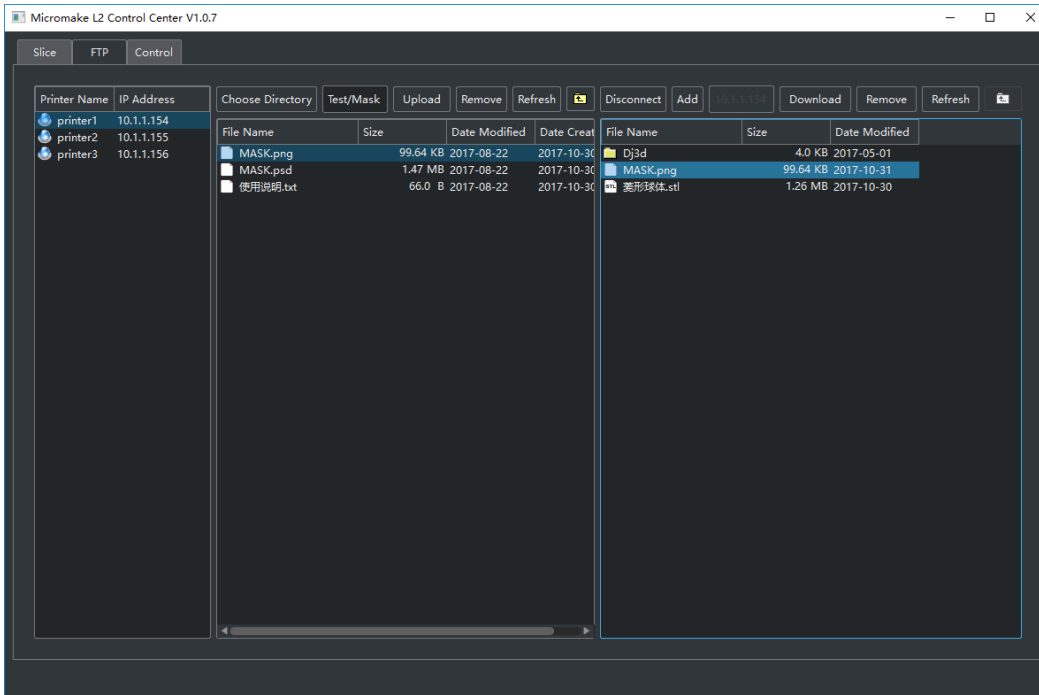 Micromake L2 Control Center V1.0.7
Slice FTP Control
Printer Name IP Address
printer1 10.1.1.154
printer2 10.1.1.155
printer3 10.1.1.156
Choose Directory Test/Mask Upload Remove Refresh
File Name Size Date Modified Date Creat
MASK.png 99.64 KB 2017-08-22 2017-10-30
MASK.psd 1.47 MB 2017-08-22 2017-10-30
使用说明.txt 66.0 B 2017-08-22 2017-10-30
Disconnect Add 10.1.1.154 Download Remove Refresh
File Name Size Date Modified
Dj3d 4.0 KB 2017-05-01
MASK.png 99.64 KB 2017-10-31
STL 菱形球体.stl 1.26 MB 2017-10-30